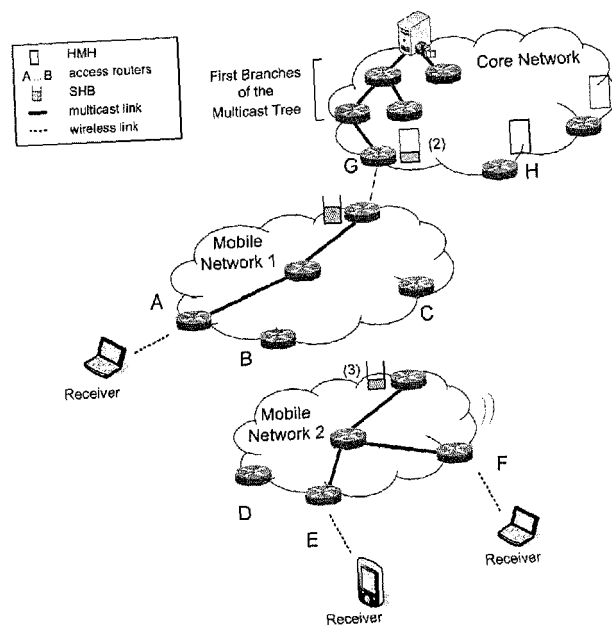 HMH
A ... B access routers
SHB
multicast link
wireless link
First Branches
of the
Multicast Tree
Core Network
G
(2)
H
Mobile
Network 1
A
B
C
Receiver
(3)
Mobile
Network 2
D
E
F
Receiver
Receiver